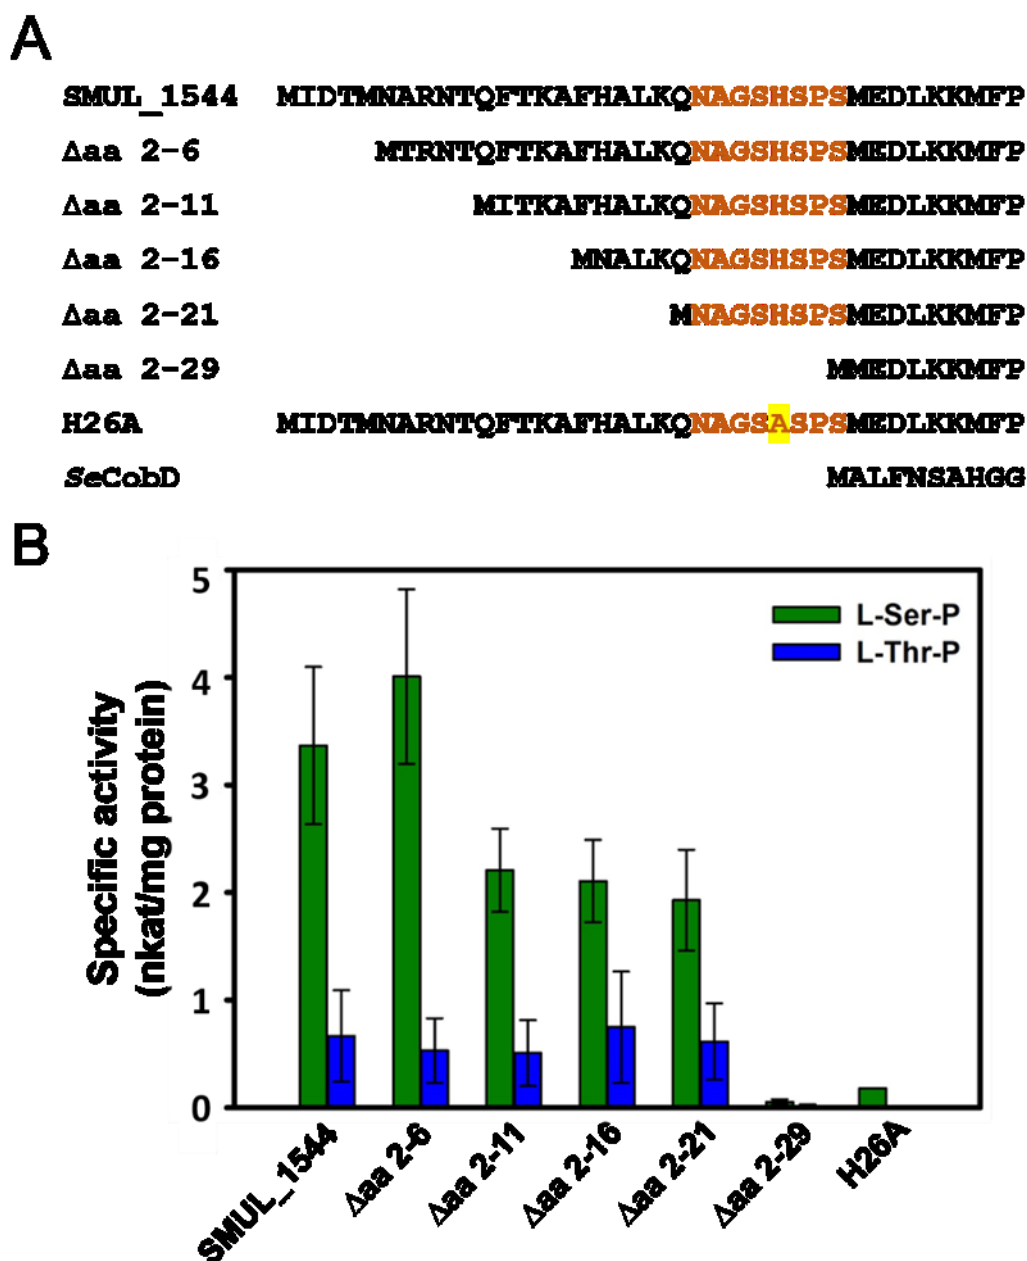 A
SMUL_1544 MIDTMNARNTQFTKAFHALKQNAGSHSPSMEDLKKMFP
Δaa 2-6 MTRNTQFTKAFHALKQNAGSHSPSMEDLKKMFP
Δaa 2-11 MITKAFHALKQNAGSHSPSMEDLKKMFP
Δaa 2-16 MNALKQNAGSHSPSMEDLKKMFP
Δaa 2-21 MNAGSHSPSMEDLKKMFP
Δaa 2-29 MMEDLKKMFP
H26A MIDTMNARNTQFTKAFHALKQNAGSASPSMEDLKKMFP
SeCobD MALFNSAHGG
B
Specific activity
(nkat/mg protein)
5
4
3
2
1
0
L-Ser-P
L-Thr-P
SMUL_1544
Δaa 2-6
Δaa 2-11
Δaa 2-16
Δaa 2-21
Δaa 2-29
H26A